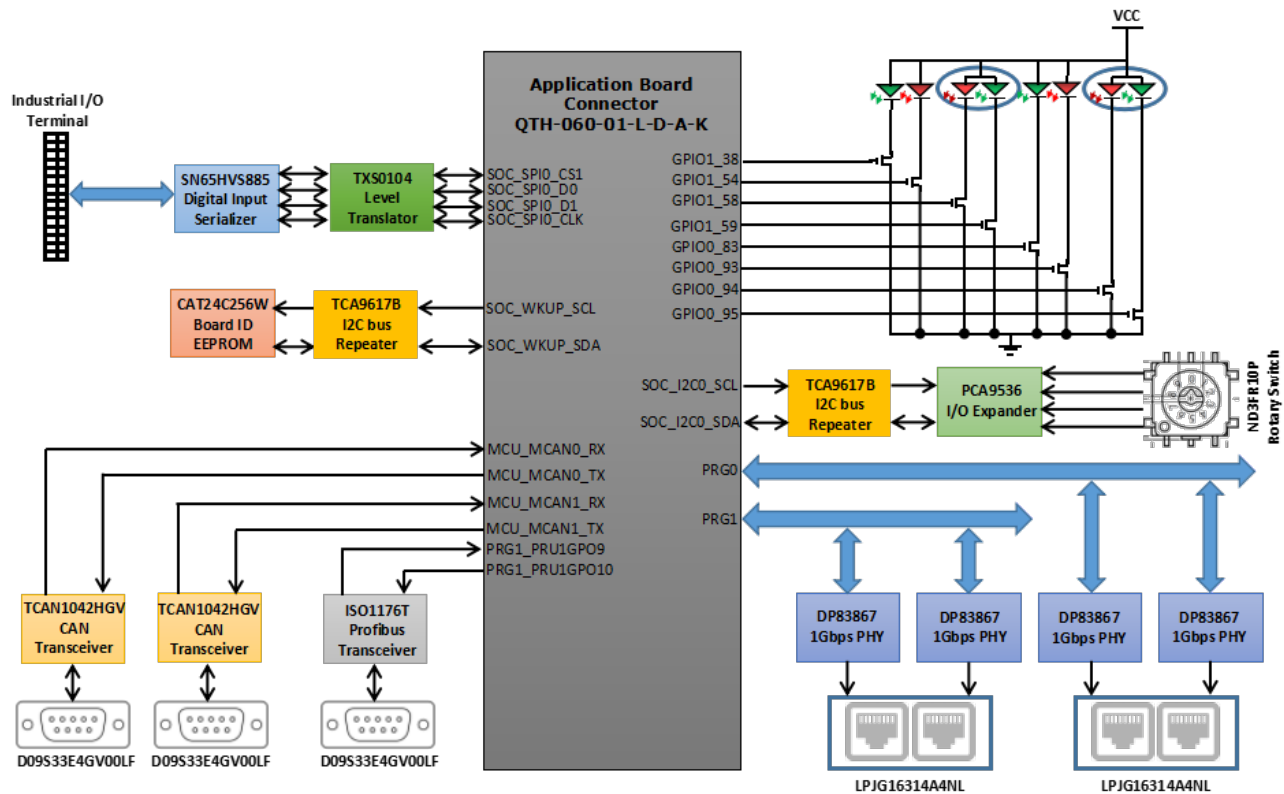 VCC
Application Board
Connector
QTH-060-01-L-D-A-K
Industrial I/O
Terminal
SN65HVS885
Digital Input
Serializer
TXS0104
Level
Translator
SOC_SPI0_CS1
SOC_SPI0_D0
SOC_SPI0_D1
SOC_SPI0_CLK
GPIO1_38
GPIO1_54
GPIO1_58
GPIO1_59
GPIO0_83
GPIO0_93
GPIO0_94
GPIO0_95
CAT24C256W
Board ID
EEPROM
TCA9617B
I2C bus
Repeater
SOC_WKUP_SCL
SOC_WKUP_SDA
SOC_I2C0_SCL
SOC_I2C0_SDA
TCA9617B
I2C bus
Repeater
PCA9536
I/O Expander
ND3FR10P
Rotary Switch
MCU_MCAN0_RX
MCU_MCAN0_TX
MCU_MCAN1_RX
MCU_MCAN1_TX
PRG1_PRU1GPO9
PRG1_PRU1GPO10
PRG0
PRG1
TCAN1042HGV
CAN
Transceiver
TCAN1042HGV
CAN
Transceiver
ISO1176T
Profibus
Transceiver
DP83867
1Gbps PHY
DP83867
1Gbps PHY
DP83867
1Gbps PHY
DP83867
1Gbps PHY
D09S33E4GV00LF
D09S33E4GV00LF
D09S33E4GV00LF
LPJG16314A4NL
LPJG16314A4NL